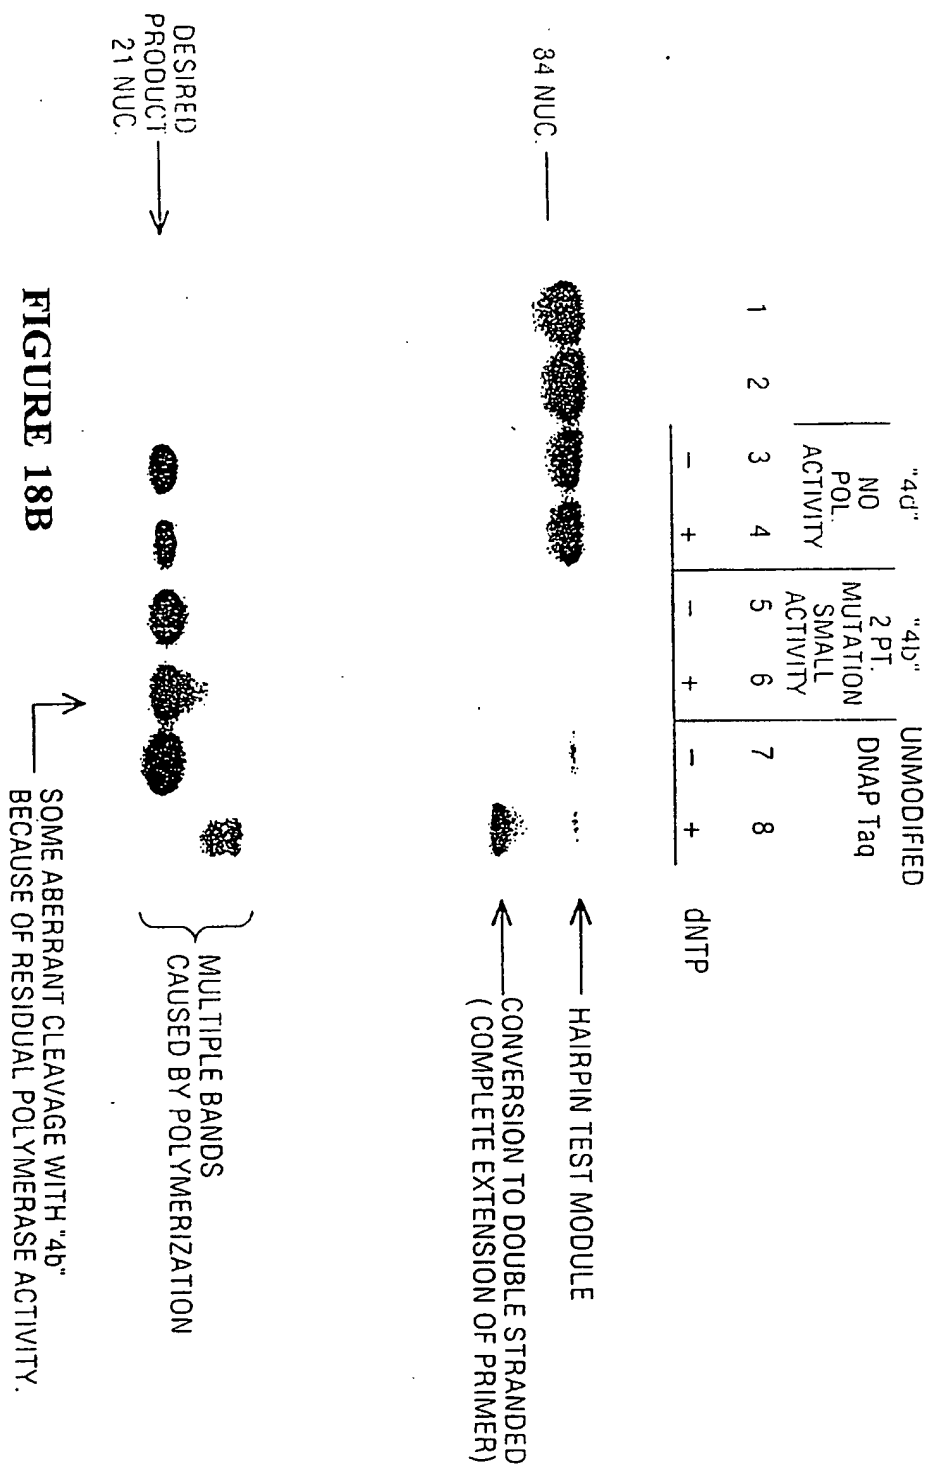 "4d"
NO
POL.
ACTIVITY
"4b"
2 PT.
MUTATION
SMALL
ACTIVITY
UNMODIFIED
DNAP Taq
1 2 3 4 5 6 7 8
- + - + - + dNTP
34 NUC.
HAIRPIN TEST MODULE
CONVERSION TO DOUBLE STRANDED
( COMPLETE EXTENSION OF PRIMER)
DESIRED
PRODUCT
21 NUC.
MULTIPLE BANDS
CAUSED BY POLYMERIZATION
SOME ABERRANT CLEAVAGE WITH "4b"
BECAUSE OF RESIDUAL POLYMERASE ACTIVITY.
FIGURE 18B